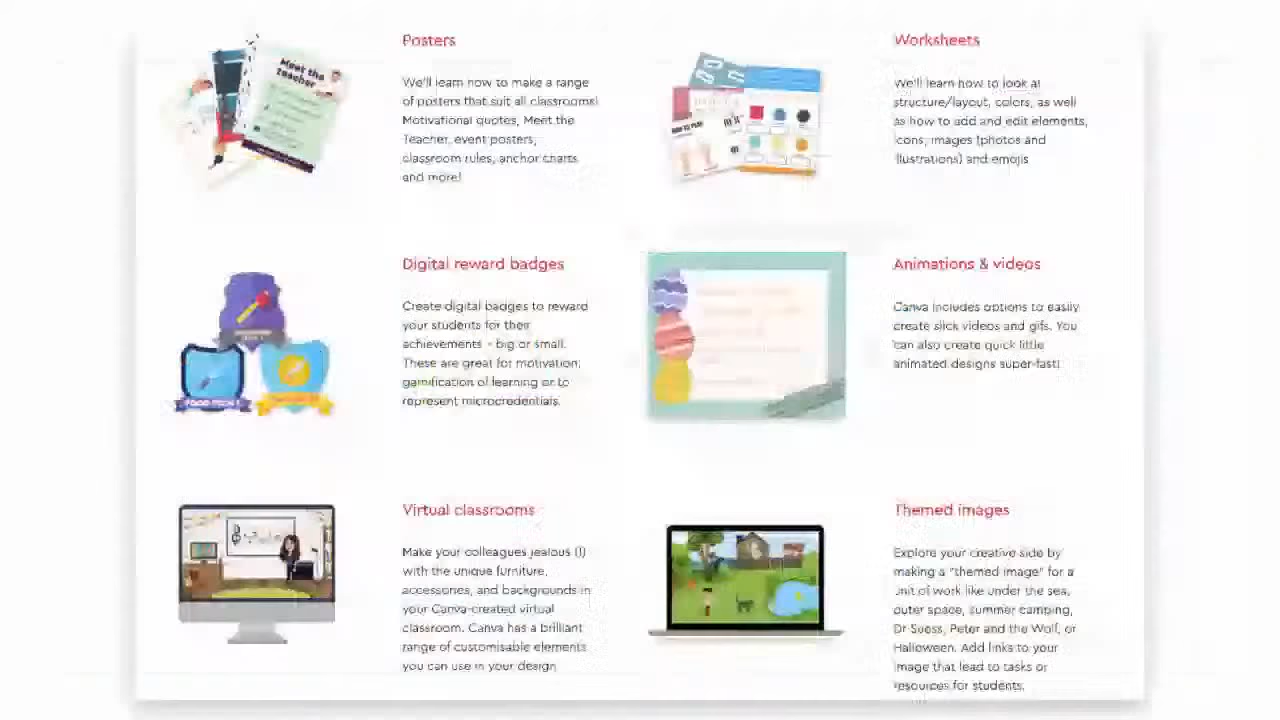 Posters
We'll learn how to make a range
of posters that suit all classrooms!
Motivational quotes, Meet the
Teacher, event posters,
classroom rules, anchor charts
and more!
Meet the
Teacher
Worksheets
We'll learn how to look at
structure/layout, colors, as well
as how to add and edit elements,
icons, images (photos and
illustrations) and emojis
Digital reward badges
Create digital badges to reward
your students for their
achievements - big or small.
These are great for motivation,
gamification of learning or to
represent microcredentials.
Animations & videos
Canva includes options to easily
create slick videos and gifs. You
can also create quick little
animated designs super-fast!
Virtual classrooms
Make your colleagues jealous (!)
with the unique furniture,
accessories, and backgrounds in
your Canva-created virtual
classroom. Canva has a brilliant
range of customisable elements
you can use in your design
Themed images
Explore your creative side by
making a "themed image" for a
unit of work like under the sea,
outer space, summer camping,
Dr Suess, Peter and the Wolf, or
Halloween. Add links to your
image that lead to tasks or
resources for students.